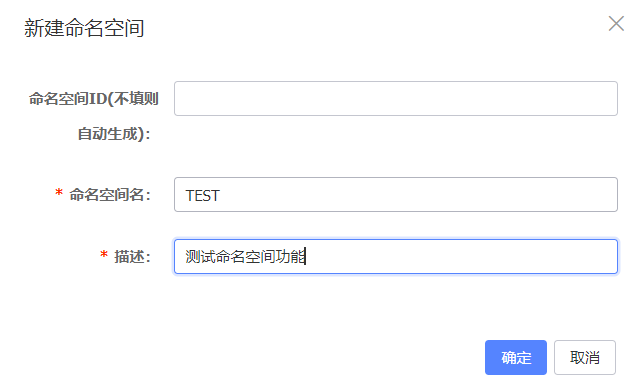 新建命名空间
命名空间ID(不填则
自动生成):
* 命名空间名:
TEST
* 描述:
测试命名空间功能
确定
取消